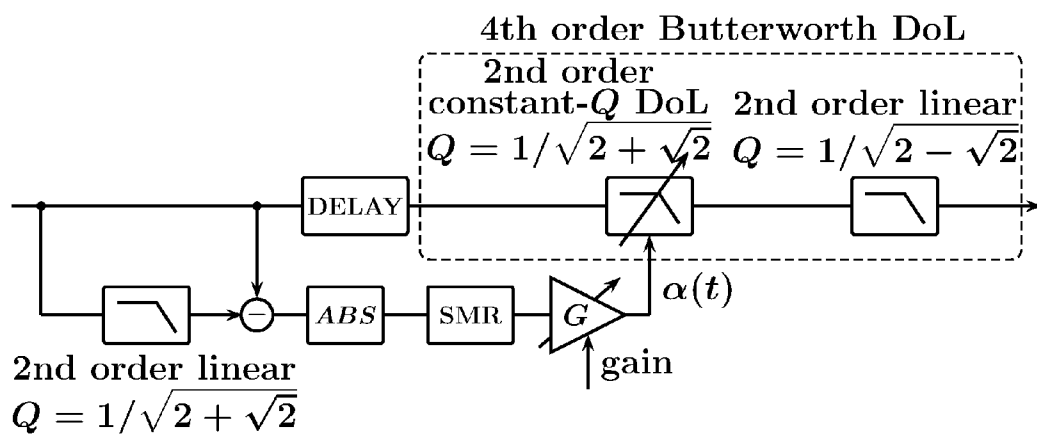 4th order Butterworth DoL
2nd order
constant-Q DoL
Q = 1/√(2 + √2)
2nd order linear
Q = 1/√(2 − √2)
DELAY
α(t)
−
ABS
SMR
G
gain
2nd order linear
Q = 1/√(2 + √2)